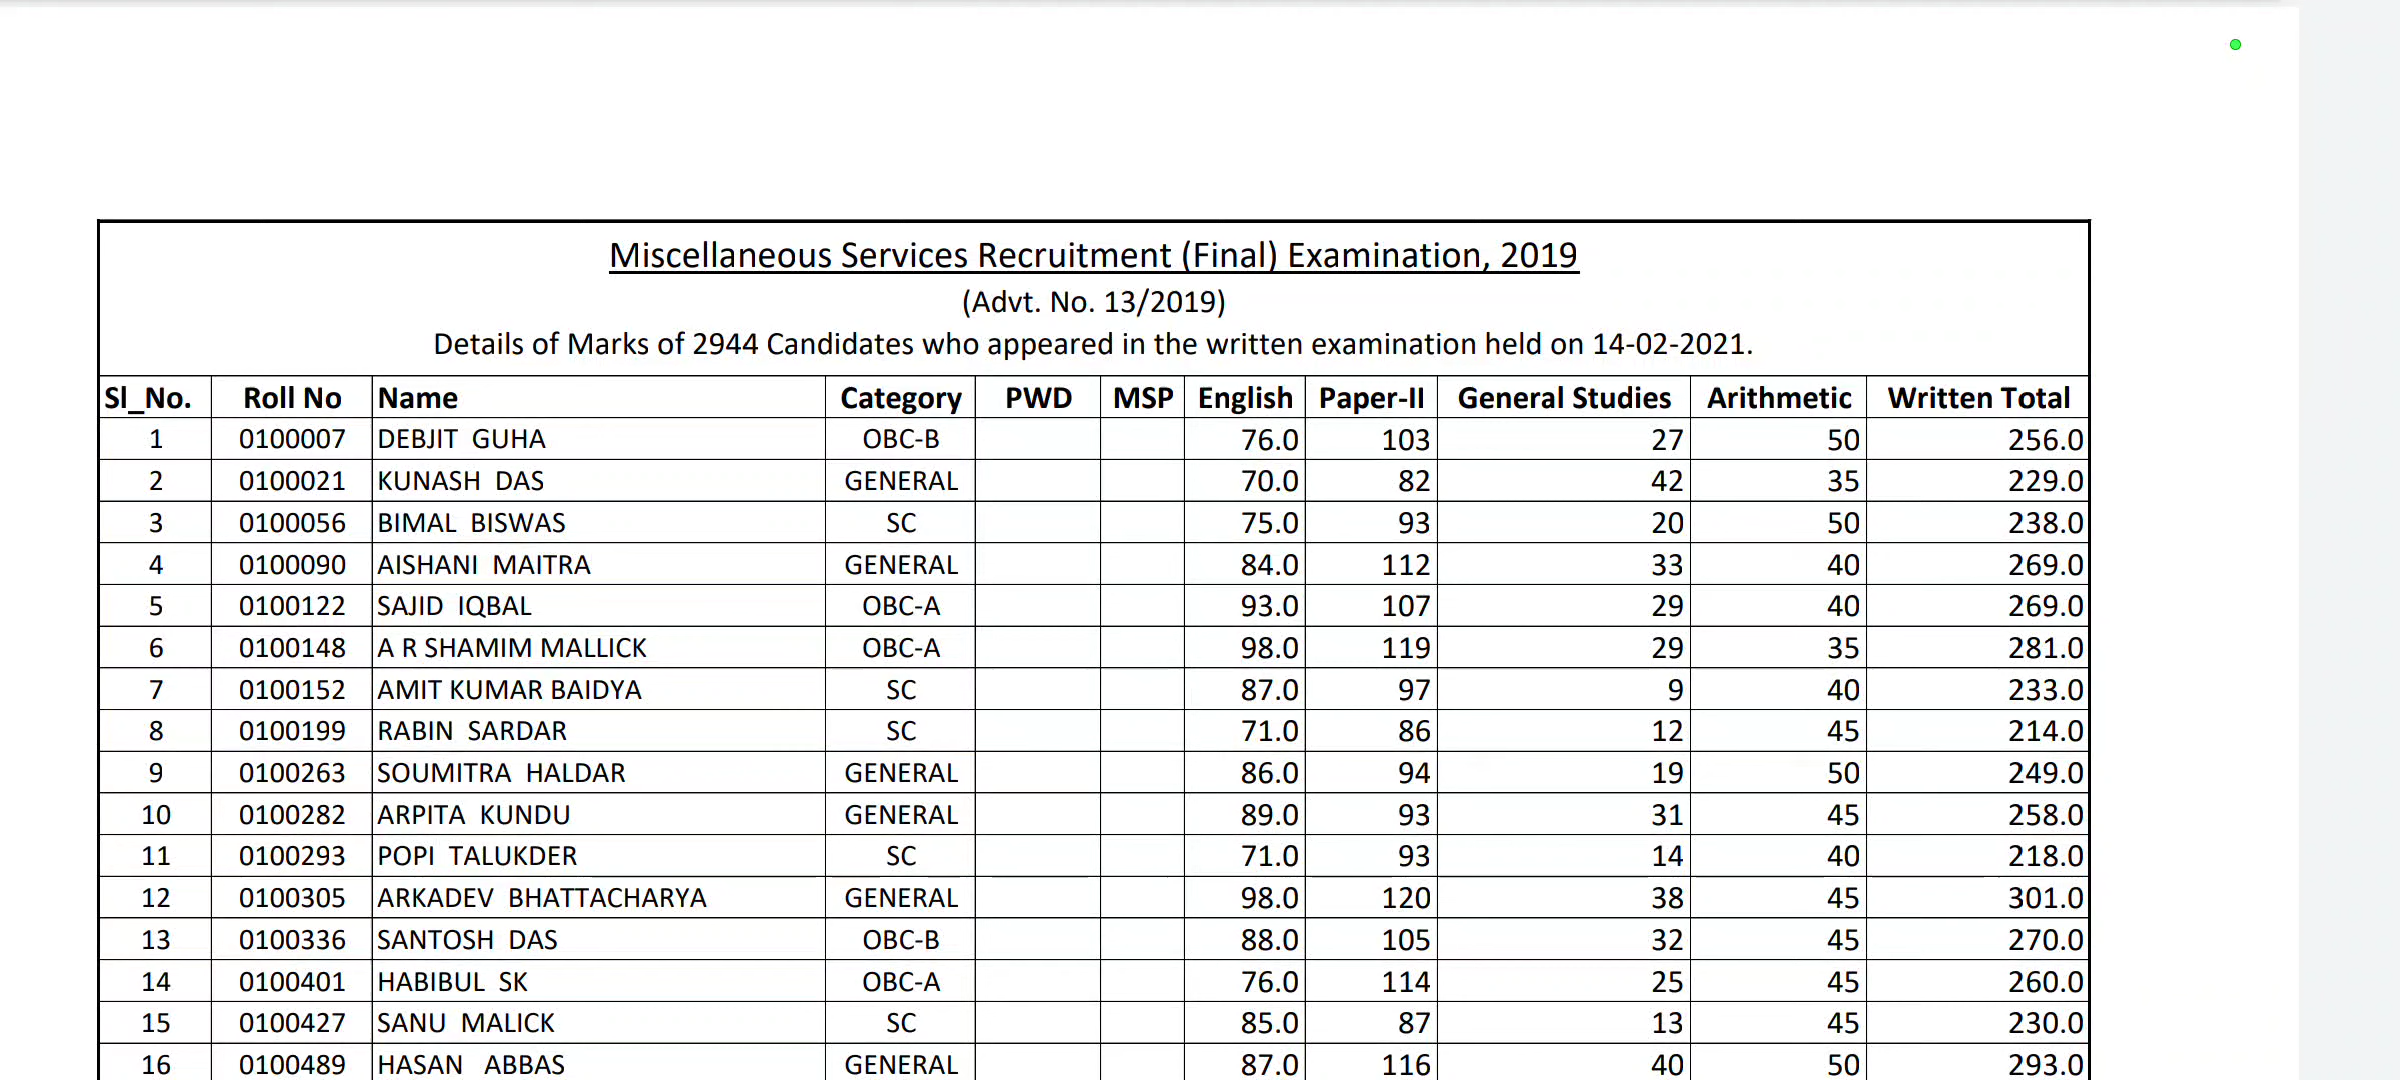 Miscellaneous Services Recruitment (Final) Examination, 2019
(Advt. No. 13/2019)
Details of Marks of 2944 Candidates who appeared in the written examination held on 14-02-2021.
Sl_No. Roll No Name Category PWD MSP English Paper-II General Studies Arithmetic Written Total
1 0100007 DEBJIT GUHA OBC-B 76.0 103 27 50 256.0
2 0100021 KUNASH DAS GENERAL 70.0 82 42 35 229.0
3 0100056 BIMAL BISWAS SC 75.0 93 20 50 238.0
4 0100090 AISHANI MAITRA GENERAL 84.0 112 33 40 269.0
5 0100122 SAJID IQBAL OBC-A 93.0 107 29 40 269.0
6 0100148 A R SHAMIM MALLICK OBC-A 98.0 119 29 35 281.0
7 0100152 AMIT KUMAR BAIDYA SC 87.0 97 9 40 233.0
8 0100199 RABIN SARDAR SC 71.0 86 12 45 214.0
9 0100263 SOUMITRA HALDAR GENERAL 86.0 94 19 50 249.0
10 0100282 ARPITA KUNDU GENERAL 89.0 93 31 45 258.0
11 0100293 POPI TALUKDER SC 71.0 93 14 40 218.0
12 0100305 ARKADEV BHATTACHARYA GENERAL 98.0 120 38 45 301.0
13 0100336 SANTOSH DAS OBC-B 88.0 105 32 45 270.0
14 0100401 HABIBUL SK OBC-A 76.0 114 25 45 260.0
15 0100427 SANU MALICK SC 85.0 87 13 45 230.0
16 0100489 HASAN ABBAS GENERAL 87.0 116 40 50 293.0